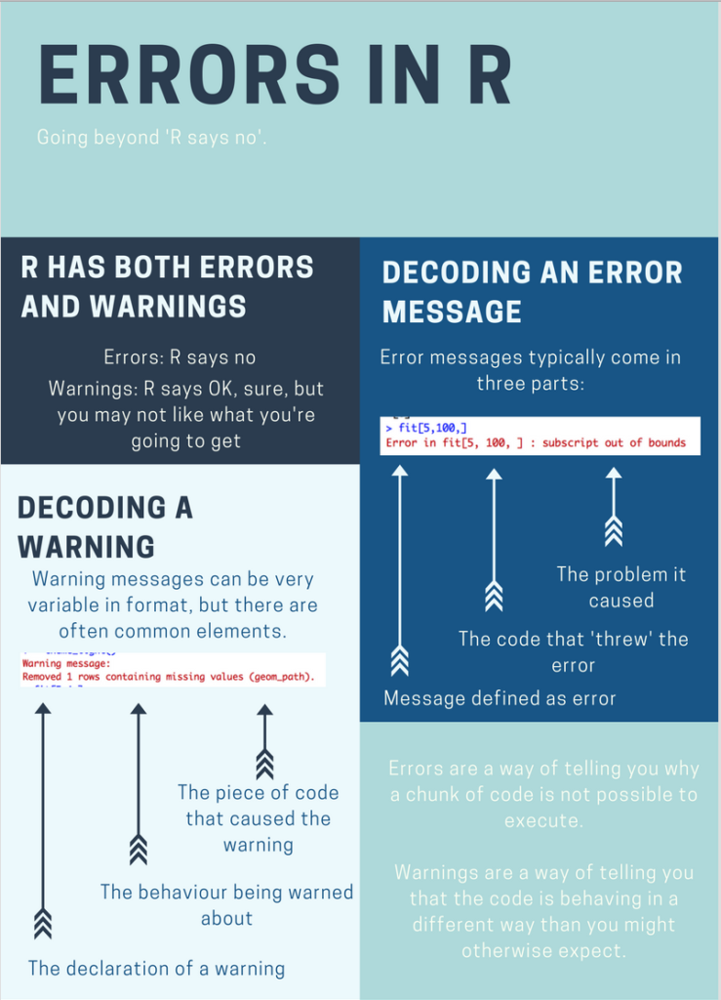 ERRORS IN R
Going beyond 'R says no'.
R HAS BOTH ERRORS
AND WARNINGS
Errors: R says no
Warnings: R says OK, sure, but
you may not like what you're
going to get
DECODING AN ERROR
MESSAGE
Error messages typically come in
three parts:
> fit[5,100,]
Error in fit[5, 100, ] : subscript out of bounds
The problem it
caused
The code that 'threw' the
error
Message defined as error
DECODING A
WARNING
Warning messages can be very
variable in format, but there are
often common elements.
Warning message:
Removed 1 rows containing missing values (geom_path).
The piece of code
that caused the
warning
The behaviour being warned
about
The declaration of a warning
Errors are a way of telling you why
a chunk of code is not possible to
execute.
Warnings are a way of telling you
that the code is behaving in a
different way than you might
otherwise expect.